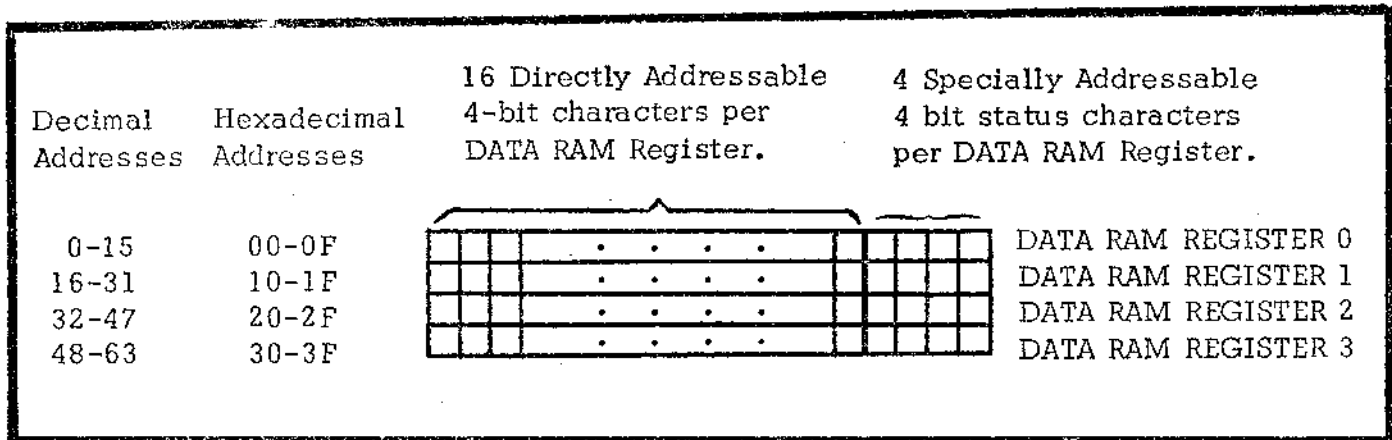 Decimal Addresses
Hexadecimal Addresses
16 Directly Addressable
4-bit characters per
DATA RAM Register.
4 Specially Addressable
4 bit status characters
per DATA RAM Register.
0-15 00-0F DATA RAM REGISTER 0
16-31 10-1F DATA RAM REGISTER 1
32-47 20-2F DATA RAM REGISTER 2
48-63 30-3F DATA RAM REGISTER 3